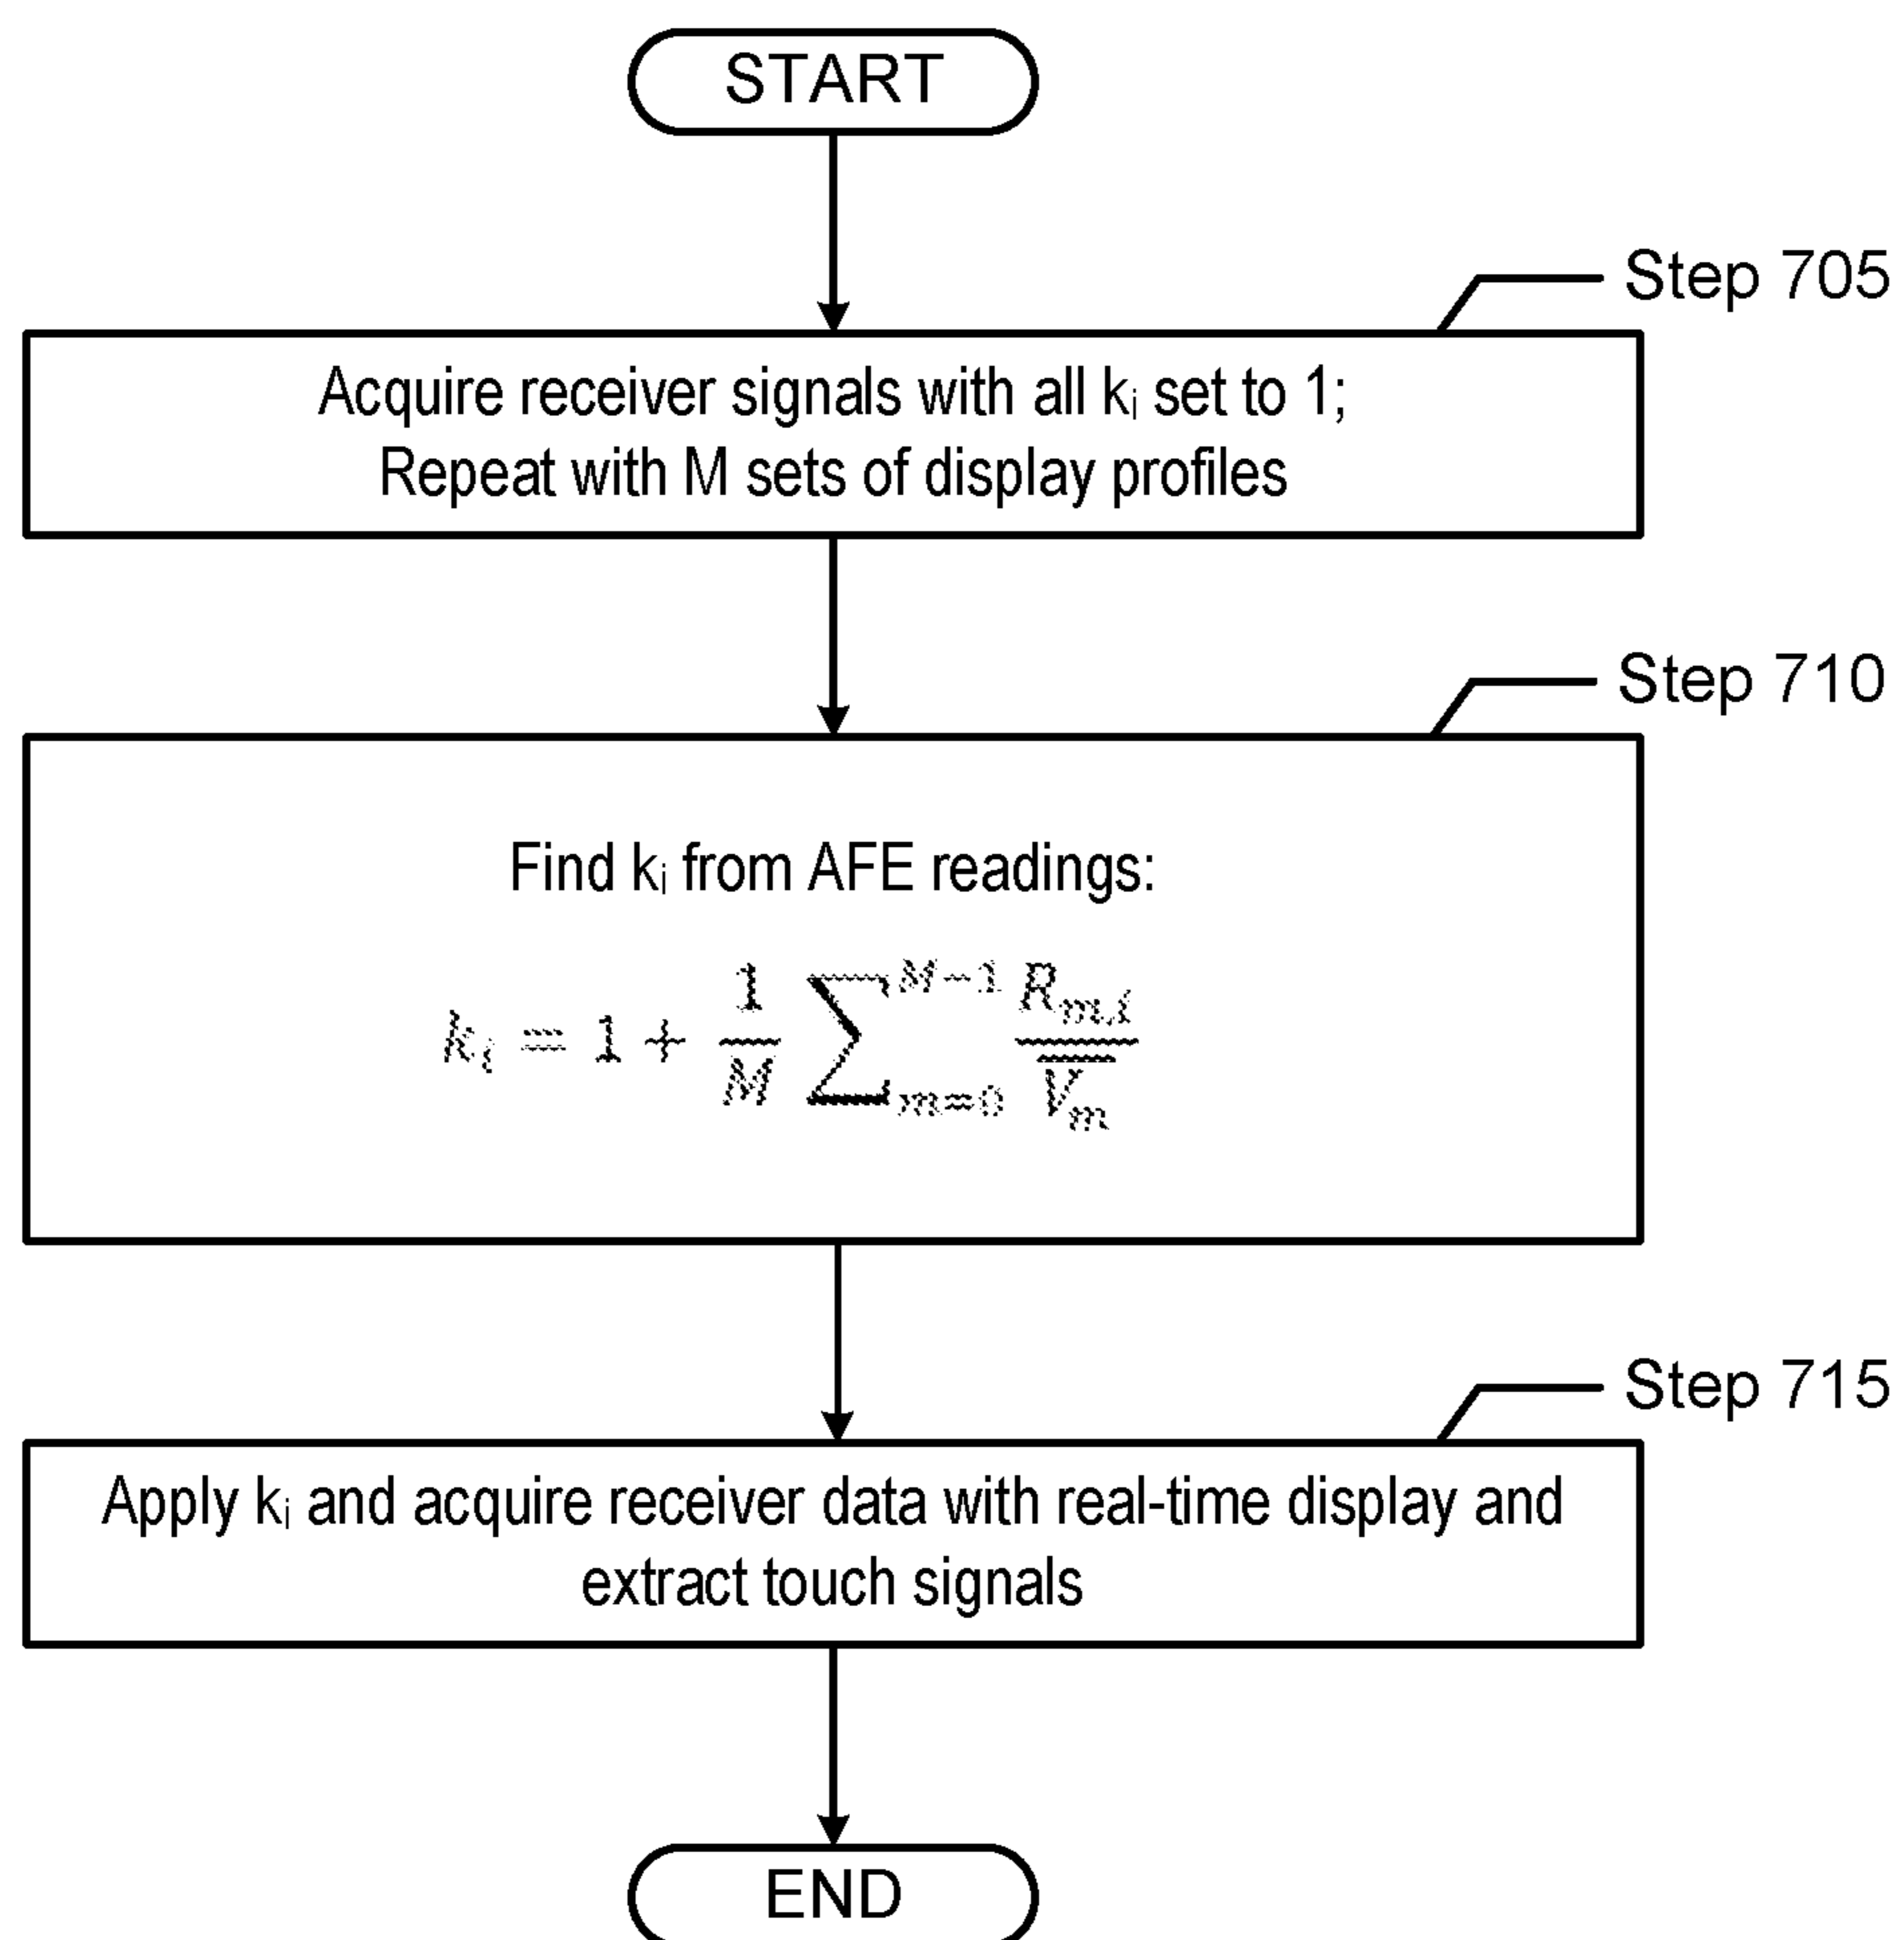 START
Step 705
Acquire receiver signals with all kᵢ set to 1;
Repeat with M sets of display profiles
Step 710
Find kᵢ from AFE readings:
kᵢ = 1 + 1/M ∑_{m=0}^{M−1} R_{m,i}/V̅ₘ
Step 715
Apply kᵢ and acquire receiver data with real-time display and
extract touch signals
END